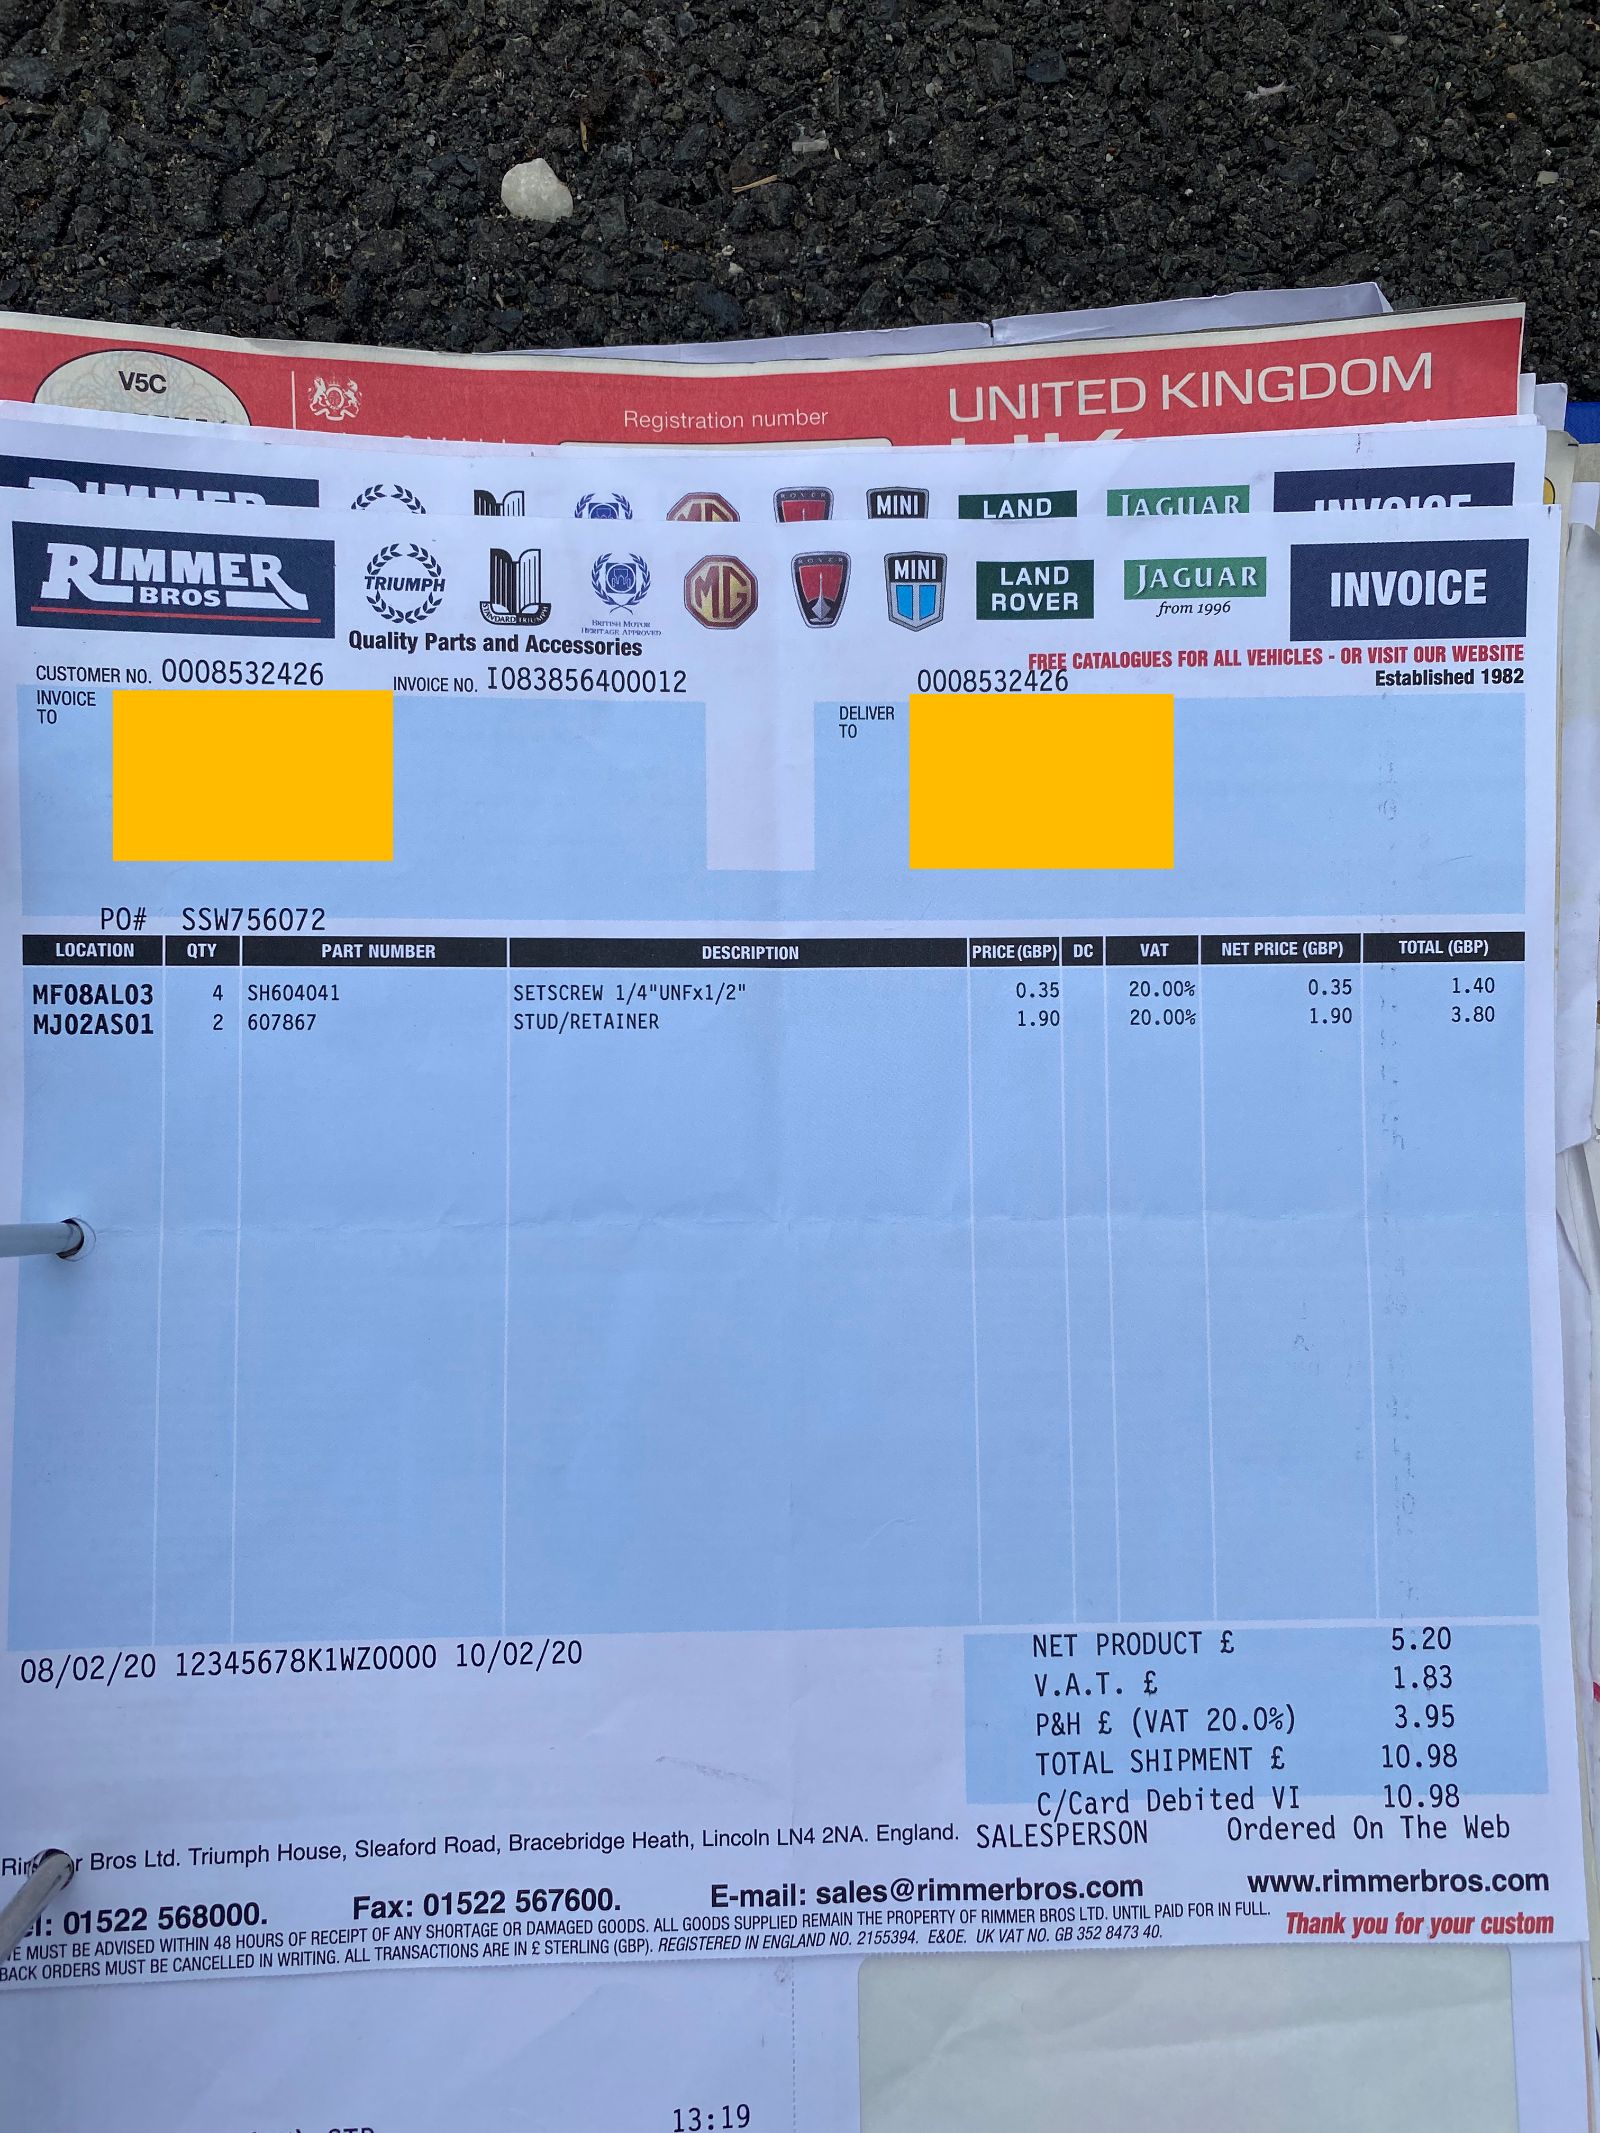 V5C
Registration number
UNITED KINGDOM
RIMMER
MINI
LAND
JAGUAR
INVOICE
RIMMER BROS
TRIUMPH
STANDARD TRIUMPH
BRITISH MOTOR HERITAGE APPROVED
MG
ROVER
MINI
LAND ROVER
JAGUAR
from 1996
INVOICE
Quality Parts and Accessories
FREE CATALOGUES FOR ALL VEHICLES - OR VISIT OUR WEBSITE
Established 1982
CUSTOMER NO. 0008532426 INVOICE NO. I083856400012 0008532426
INVOICE TO
DELIVER TO
PO# SSW756072
LOCATION QTY PART NUMBER DESCRIPTION PRICE (GBP) DC VAT NET PRICE (GBP) TOTAL (GBP)
MF08AL03 4 SH604041 SETSCREW 1/4"UNFx1/2" 0.35 20.00% 0.35 1.40
MJ02AS01 2 607867 STUD/RETAINER 1.90 20.00% 1.90 3.80
08/02/20 12345678K1WZ0000 10/02/20
NET PRODUCT £ 5.20
V.A.T. £ 1.83
P&H £ (VAT 20.0%) 3.95
TOTAL SHIPMENT £ 10.98
C/Card Debited VI 10.98
SALESPERSON Ordered On The Web
Bros Ltd. Triumph House, Sleaford Road, Bracebridge Heath, Lincoln LN4 2NA. England.
01522 568000. Fax: 01522 567600. E-mail: sales@rimmerbros.com www.rimmerbros.com
MUST BE ADVISED WITHIN 48 HOURS OF RECEIPT OF ANY SHORTAGE OR DAMAGED GOODS. ALL GOODS SUPPLIED REMAIN THE PROPERTY OF RIMMER BROS LTD. UNTIL PAID FOR IN FULL.
BACK ORDERS MUST BE CANCELLED IN WRITING. ALL TRANSACTIONS ARE IN £ STERLING (GBP). REGISTERED IN ENGLAND NO. 2155394. E&OE. UK VAT NO. GB 352 8473 40.
Thank you for your custom
13:19